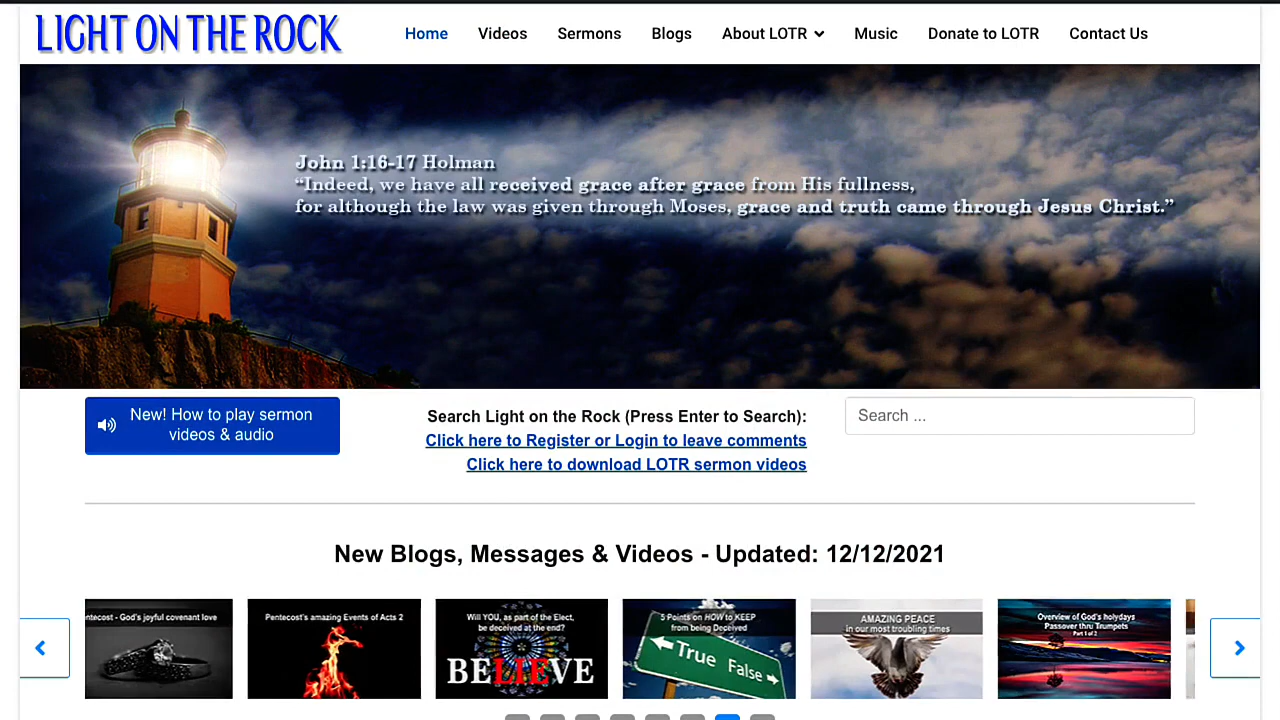 LIGHT ON THE ROCK
Home Videos Sermons Blogs About LOTR Music Donate to LOTR Contact Us
John 1:16-17 Holman
“Indeed, we have all received grace after grace from His fullness,
for although the law was given through Moses, grace and truth came through Jesus Christ.”
New! How to play sermon
videos & audio
Search Light on the Rock (Press Enter to Search):
Search ...
Click here to Register or Login to leave comments
Click here to download LOTR sermon videos
New Blogs, Messages & Videos - Updated: 12/12/2021
ntecost - God's joyful covenant love
Pentecost's amazing Events of Acts 2
Will YOU, as part of the Elect,
be deceived at the end?
BELIEVE
5 Points on HOW to KEEP
from being Deceived
True
False
AMAZING PEACE
in our most troubling times
Overview of God's holydays
Passover thru Trumpets
Part 1 of 2